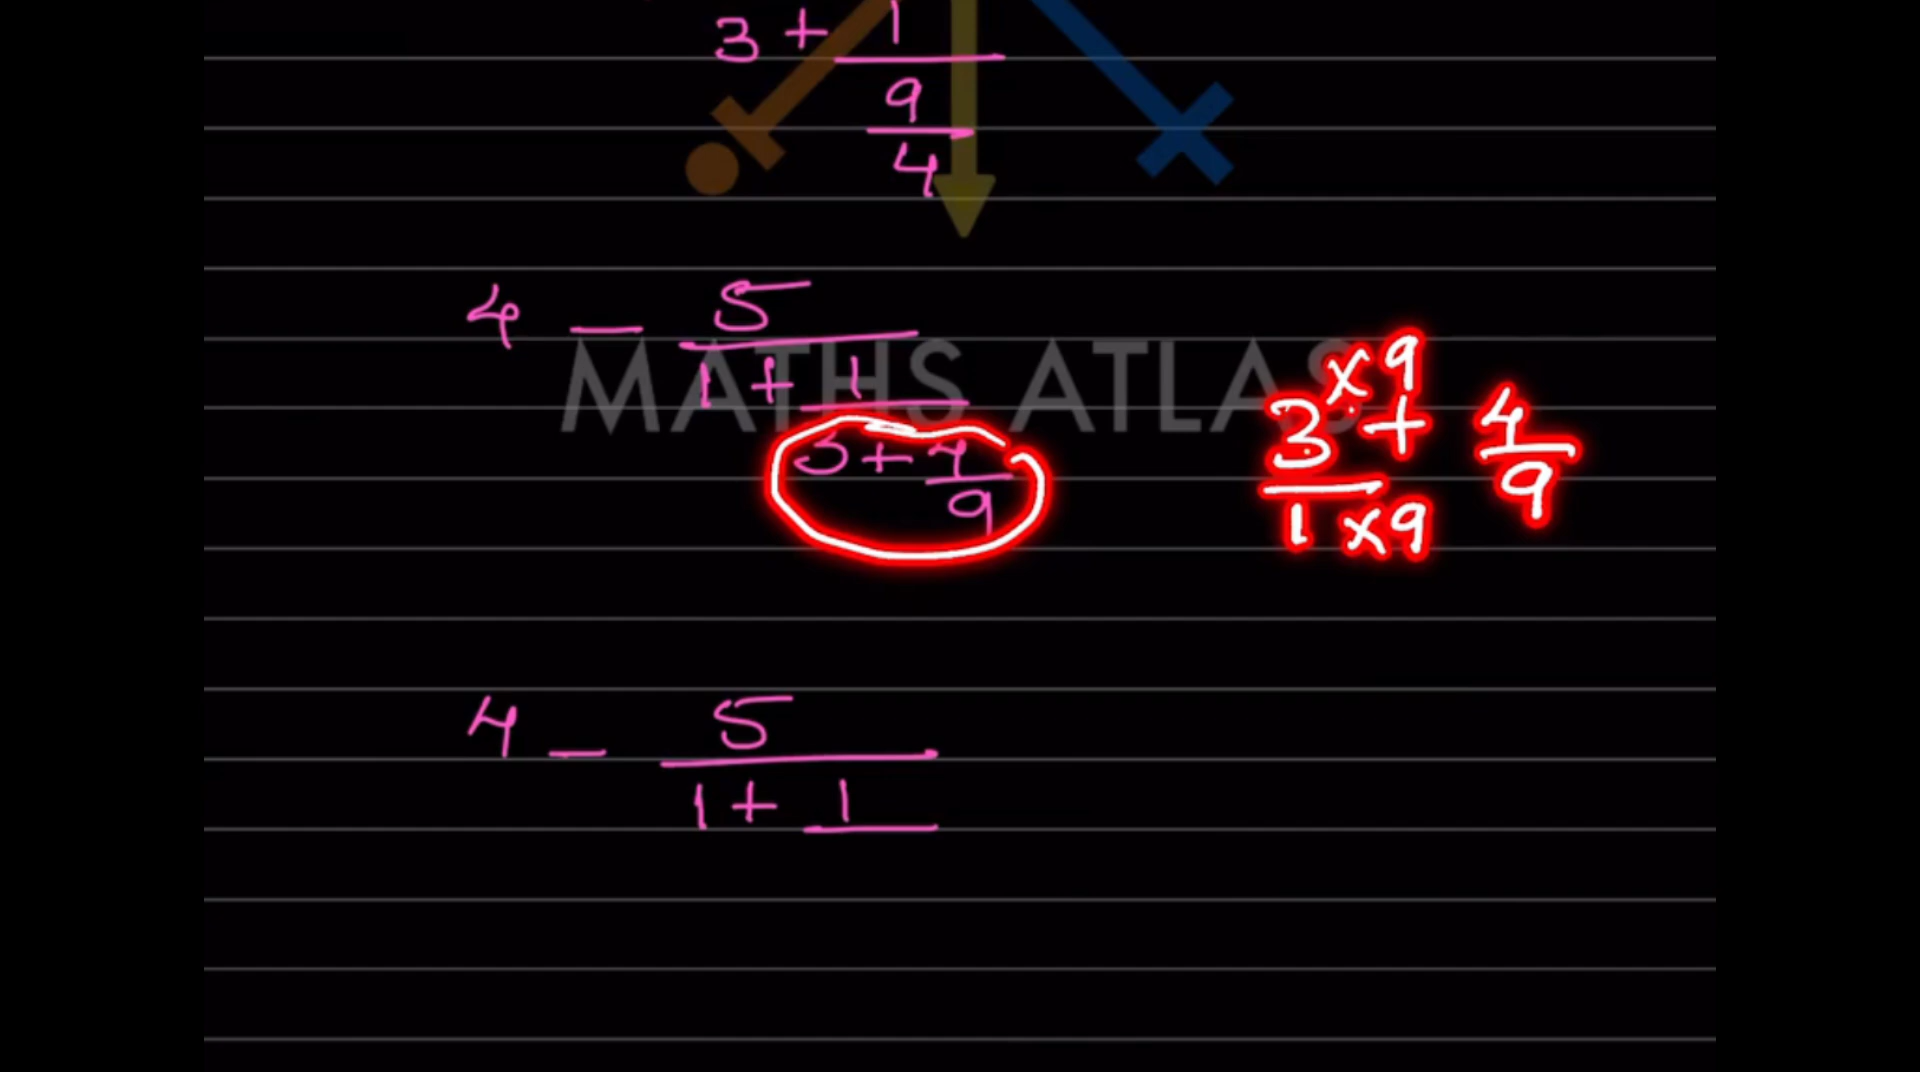 3 + 1
9
4
4 - 5
1 + 1
3 + 4
9
MATHS ATLAS
3 × 9 + 4
1 × 9 9
4 - 5
1 + 1